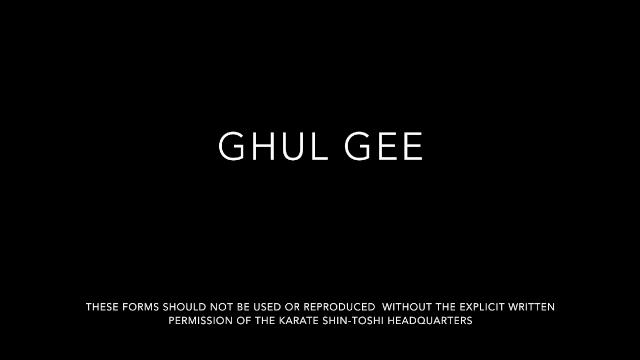 GHUL GEE
THESE FORMS SHOULD NOT BE USED OR REPRODUCED WITHOUT THE EXPLICIT WRITTEN
PERMISSION OF THE KARATE SHIN-TOSHI HEADQUARTERS